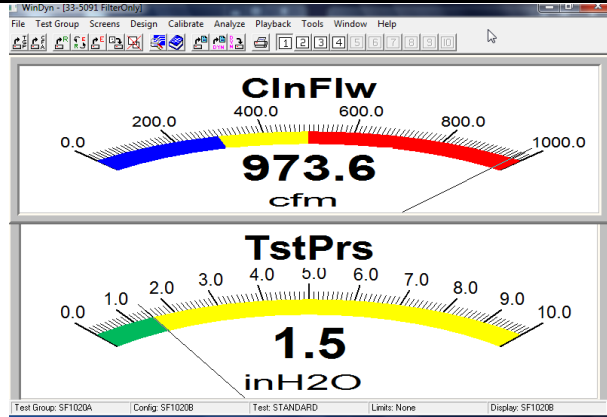 WinDyn - [33-5091 FilterOnly]
File Test Group Screens Design Calibrate Analyze Playback Tools Window Help
1 2 3 4 5 6 7 8 9 10
ClnFlw
0.0 200.0 400.0 600.0 800.0 1000.0
973.6
cfm
TstPrs
0.0 1.0 2.0 3.0 4.0 5.0 6.0 7.0 8.0 9.0 10.0
1.5
inH2O
Test Group: SF1020A Config: SF1020B Test: STANDARD Limits: None Display: SF1020B